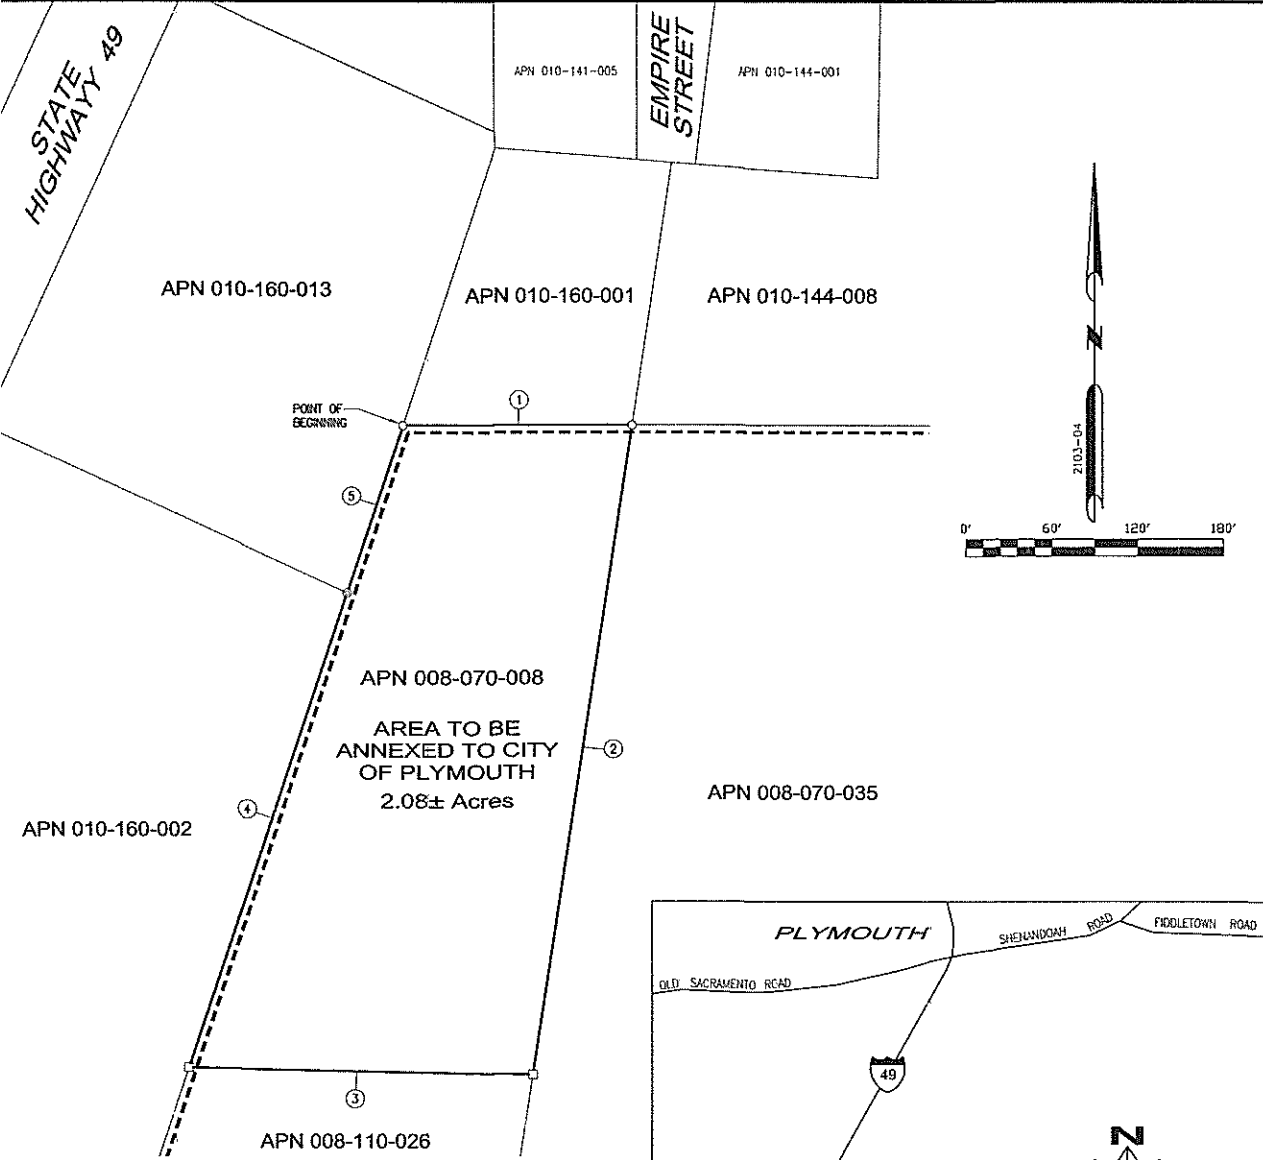 STATE
HIGHWAYY 49
APN 010-141-005
EMPIRE
STREET
APN 010-144-001
APN 010-160-013
APN 010-160-001
APN 010-144-008
POINT OF
BEGINNING
1
5
N
2103-04
0' 60' 120' 180'
APN 008-070-008
AREA TO BE
ANNEXED TO CITY
OF PLYMOUTH
2.08± Acres
2
4
APN 010-160-002
APN 008-070-035
3
APN 008-110-026
PLYMOUTH
SHENANDOAH ROAD
FIDDLETOWN ROAD
OLD SACRAMENTO ROAD
49
N